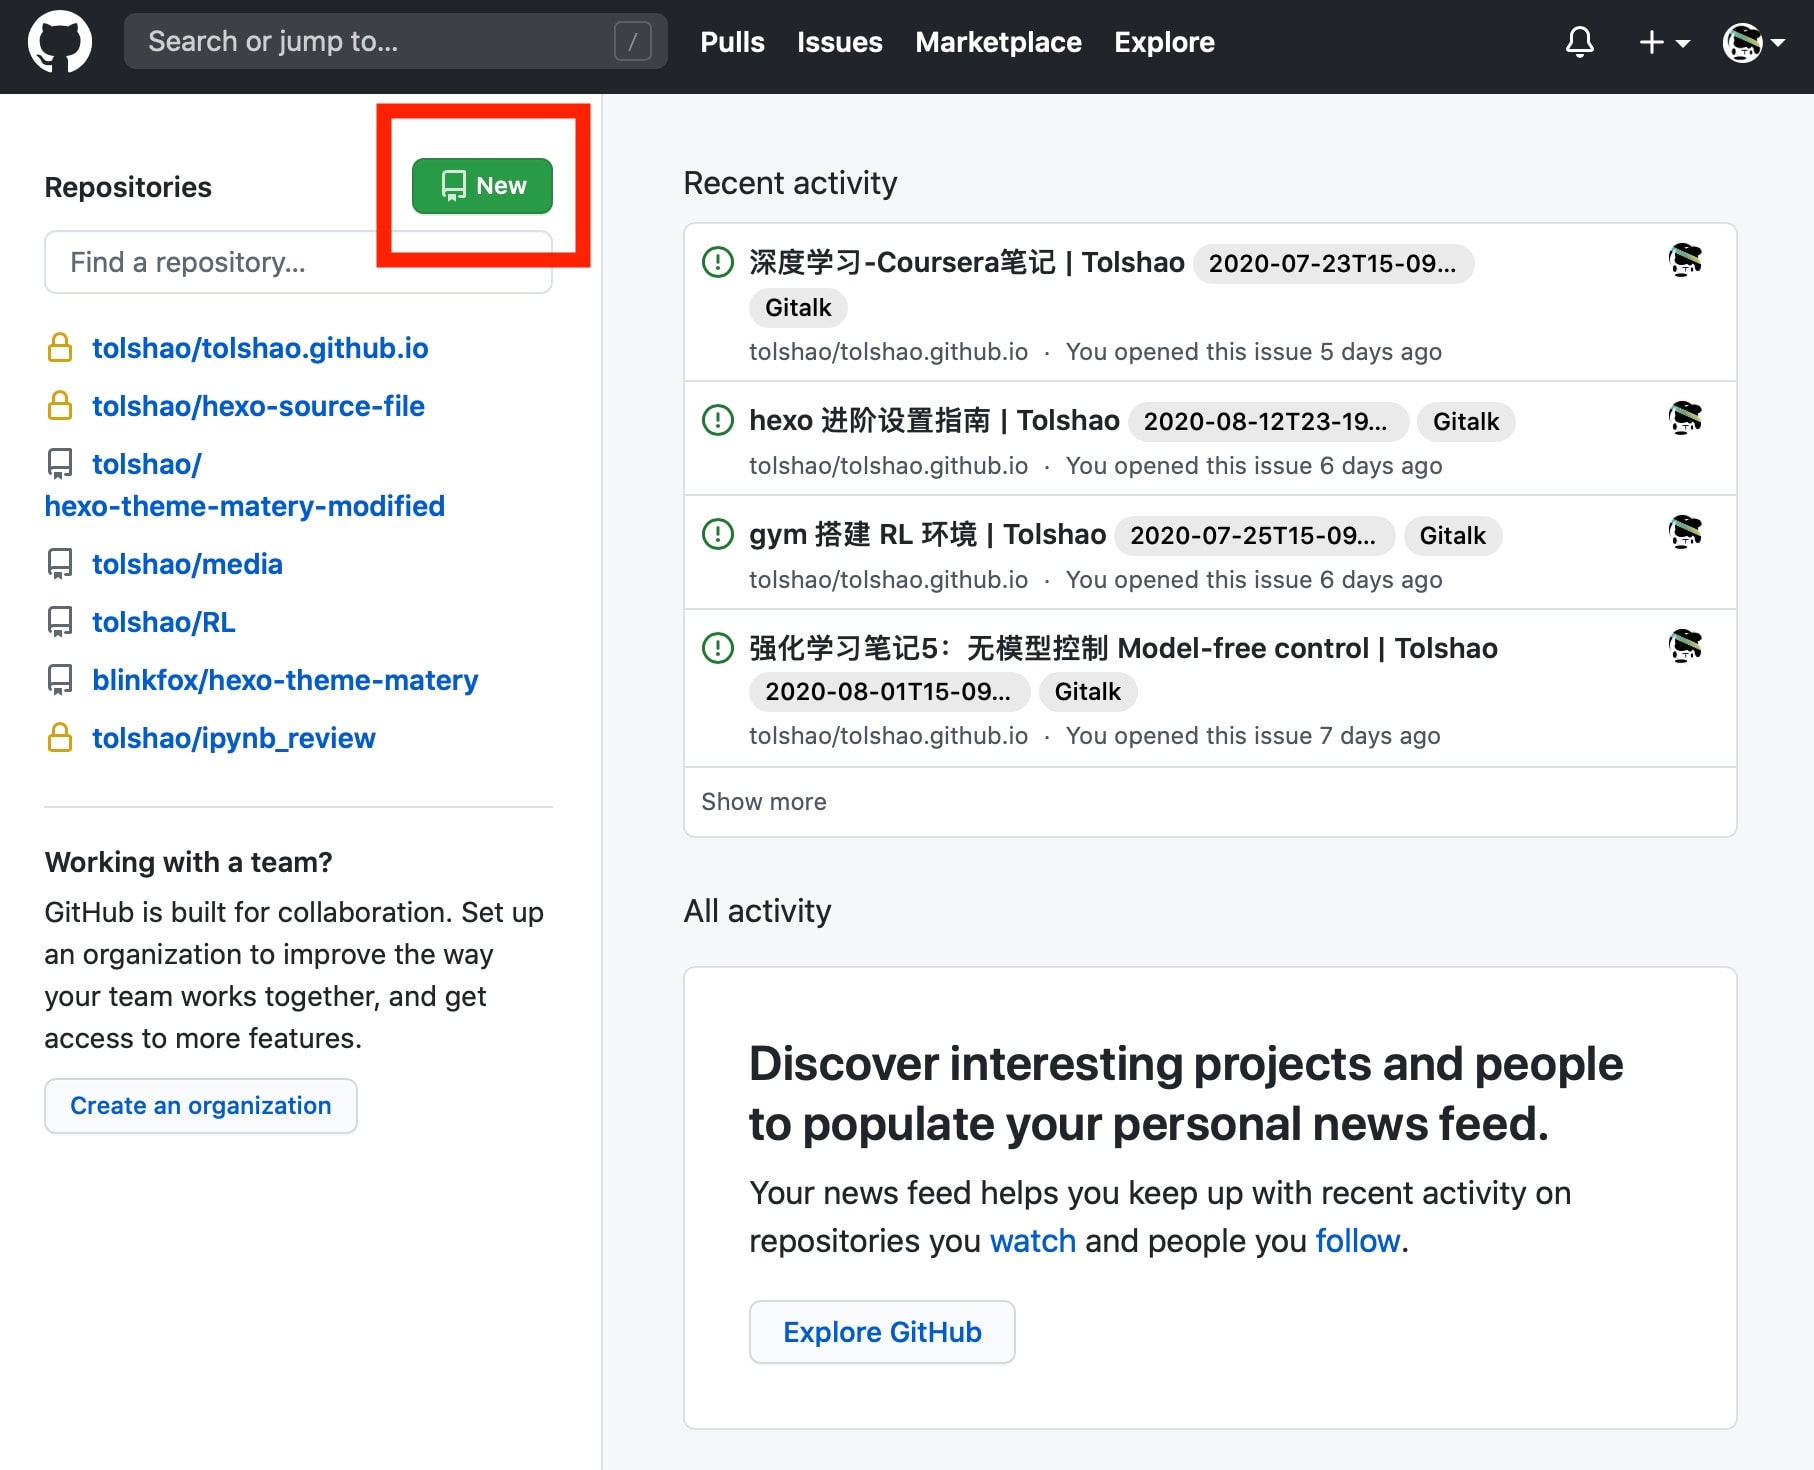 Search or jump to...
/
Pulls
Issues
Marketplace
Explore
Repositories
New
Find a repository...
tolshao/tolshao.github.io
tolshao/hexo-source-file
tolshao/
hexo-theme-matery-modified
tolshao/media
tolshao/RL
blinkfox/hexo-theme-matery
tolshao/ipynb_review
Working with a team?
GitHub is built for collaboration. Set up
an organization to improve the way
your team works together, and get
access to more features.
Create an organization
Recent activity
深度学习-Coursera笔记 | Tolshao 2020-07-23T15-09...
Gitalk
tolshao/tolshao.github.io · You opened this issue 5 days ago
hexo 进阶设置指南 | Tolshao 2020-08-12T23-19... Gitalk
tolshao/tolshao.github.io · You opened this issue 6 days ago
gym 搭建 RL 环境 | Tolshao 2020-07-25T15-09... Gitalk
tolshao/tolshao.github.io · You opened this issue 6 days ago
强化学习笔记5：无模型控制 Model-free control | Tolshao
2020-08-01T15-09... Gitalk
tolshao/tolshao.github.io · You opened this issue 7 days ago
Show more
All activity
Discover interesting projects and people
to populate your personal news feed.
Your news feed helps you keep up with recent activity on
repositories you watch and people you follow.
Explore GitHub